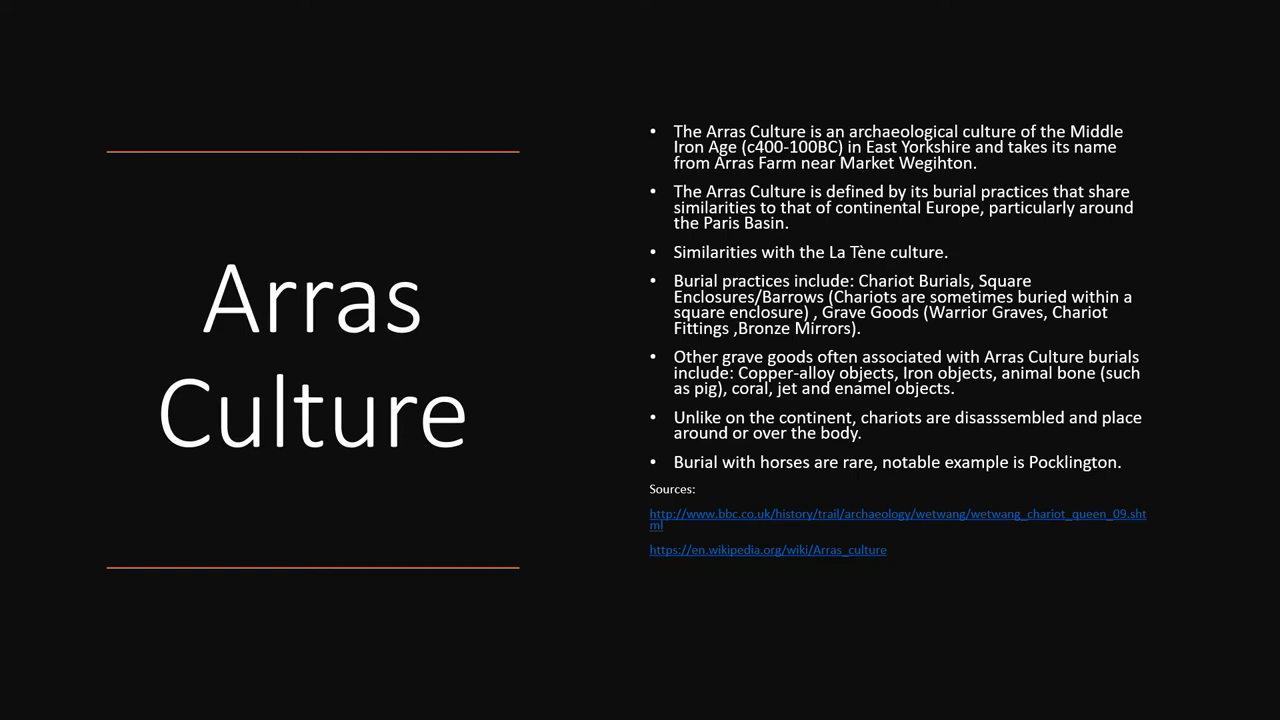 Arras
Culture
• The Arras Culture is an archaeological culture of the Middle
Iron Age (c400-100BC) in East Yorkshire and takes its name
from Arras Farm near Market Wegihton.
• The Arras Culture is defined by its burial practices that share
similarities to that of continental Europe, particularly around
the Paris Basin.
• Similarities with the La Tène culture.
• Burial practices include: Chariot Burials, Square
Enclosures/Barrows (Chariots are sometimes buried within a
square enclosure) , Grave Goods (Warrior Graves, Chariot
Fittings ,Bronze Mirrors).
• Other grave goods often associated with Arras Culture burials
include: Copper-alloy objects, Iron objects, animal bone (such
as pig), coral, jet and enamel objects.
• Unlike on the continent, chariots are disasssembled and place
around or over the body.
• Burial with horses are rare, notable example is Pocklington.
Sources:
http://www.bbc.co.uk/history/trail/archaeology/wetwang/wetwang_chariot_queen_09.sht
ml
https://en.wikipedia.org/wiki/Arras_culture